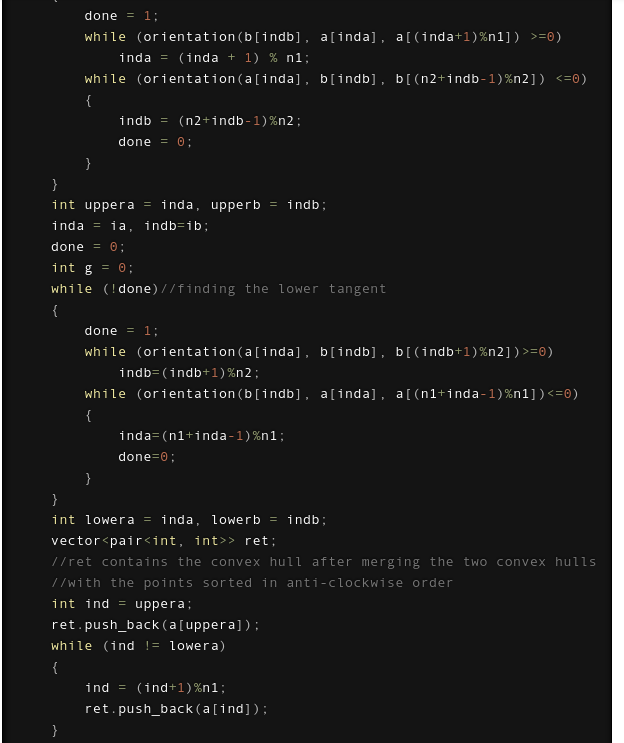 {
done = 1;
while (orientation(b[indb], a[inda], a[(inda+1)%n1]) >=0)
inda = (inda + 1) % n1;
while (orientation(a[inda], b[indb], b[(n2+indb-1)%n2]) <=0)
{
indb = (n2+indb-1)%n2;
done = 0;
}
}
int uppera = inda, upperb = indb;
inda = ia, indb=ib;
done = 0;
int g = 0;
while (!done)//finding the lower tangent
{
done = 1;
while (orientation(a[inda], b[indb], b[(indb+1)%n2])>=0)
indb=(indb+1)%n2;
while (orientation(b[indb], a[inda], a[(n1+inda-1)%n1])<=0)
{
inda=(n1+inda-1)%n1;
done=0;
}
}
int lowera = inda, lowerb = indb;
vector<pair<int, int>> ret;
//ret contains the convex hull after merging the two convex hulls
//with the points sorted in anti-clockwise order
int ind = uppera;
ret.push_back(a[uppera]);
while (ind != lowera)
{
ind = (ind+1)%n1;
ret.push_back(a[ind]);
}